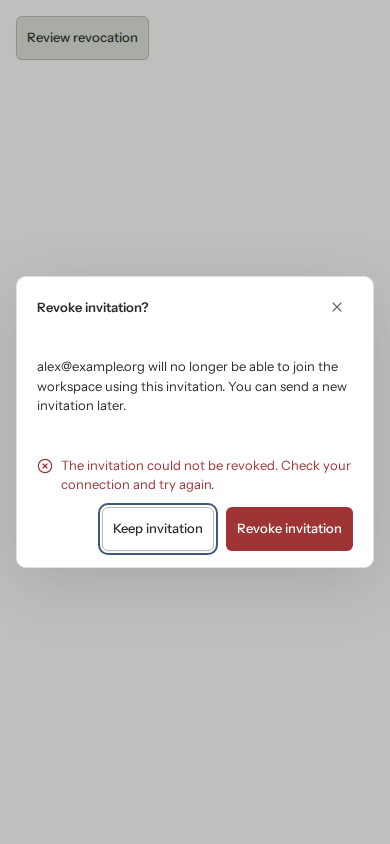 Review revocation
Revoke invitation?
alex@example.org will no longer be able to join the
workspace using this invitation. You can send a new
invitation later.
The invitation could not be revoked. Check your
connection and try again.
Keep invitation
Revoke invitation